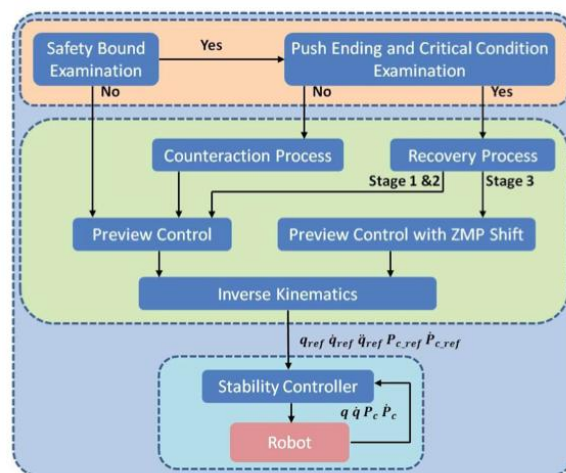 Safety Bound
Examination
Yes
Push Ending and Critical Condition
Examination
No
No
Yes
Counteraction Process
Recovery Process
Stage 1 &2
Stage 3
Preview Control
Preview Control with ZMP Shift
Inverse Kinematics
q_ref q̇_ref q̈_ref P_c_ref Ṗ_c_ref
Stability Controller
q q̇ P_c Ṗ_c
Robot